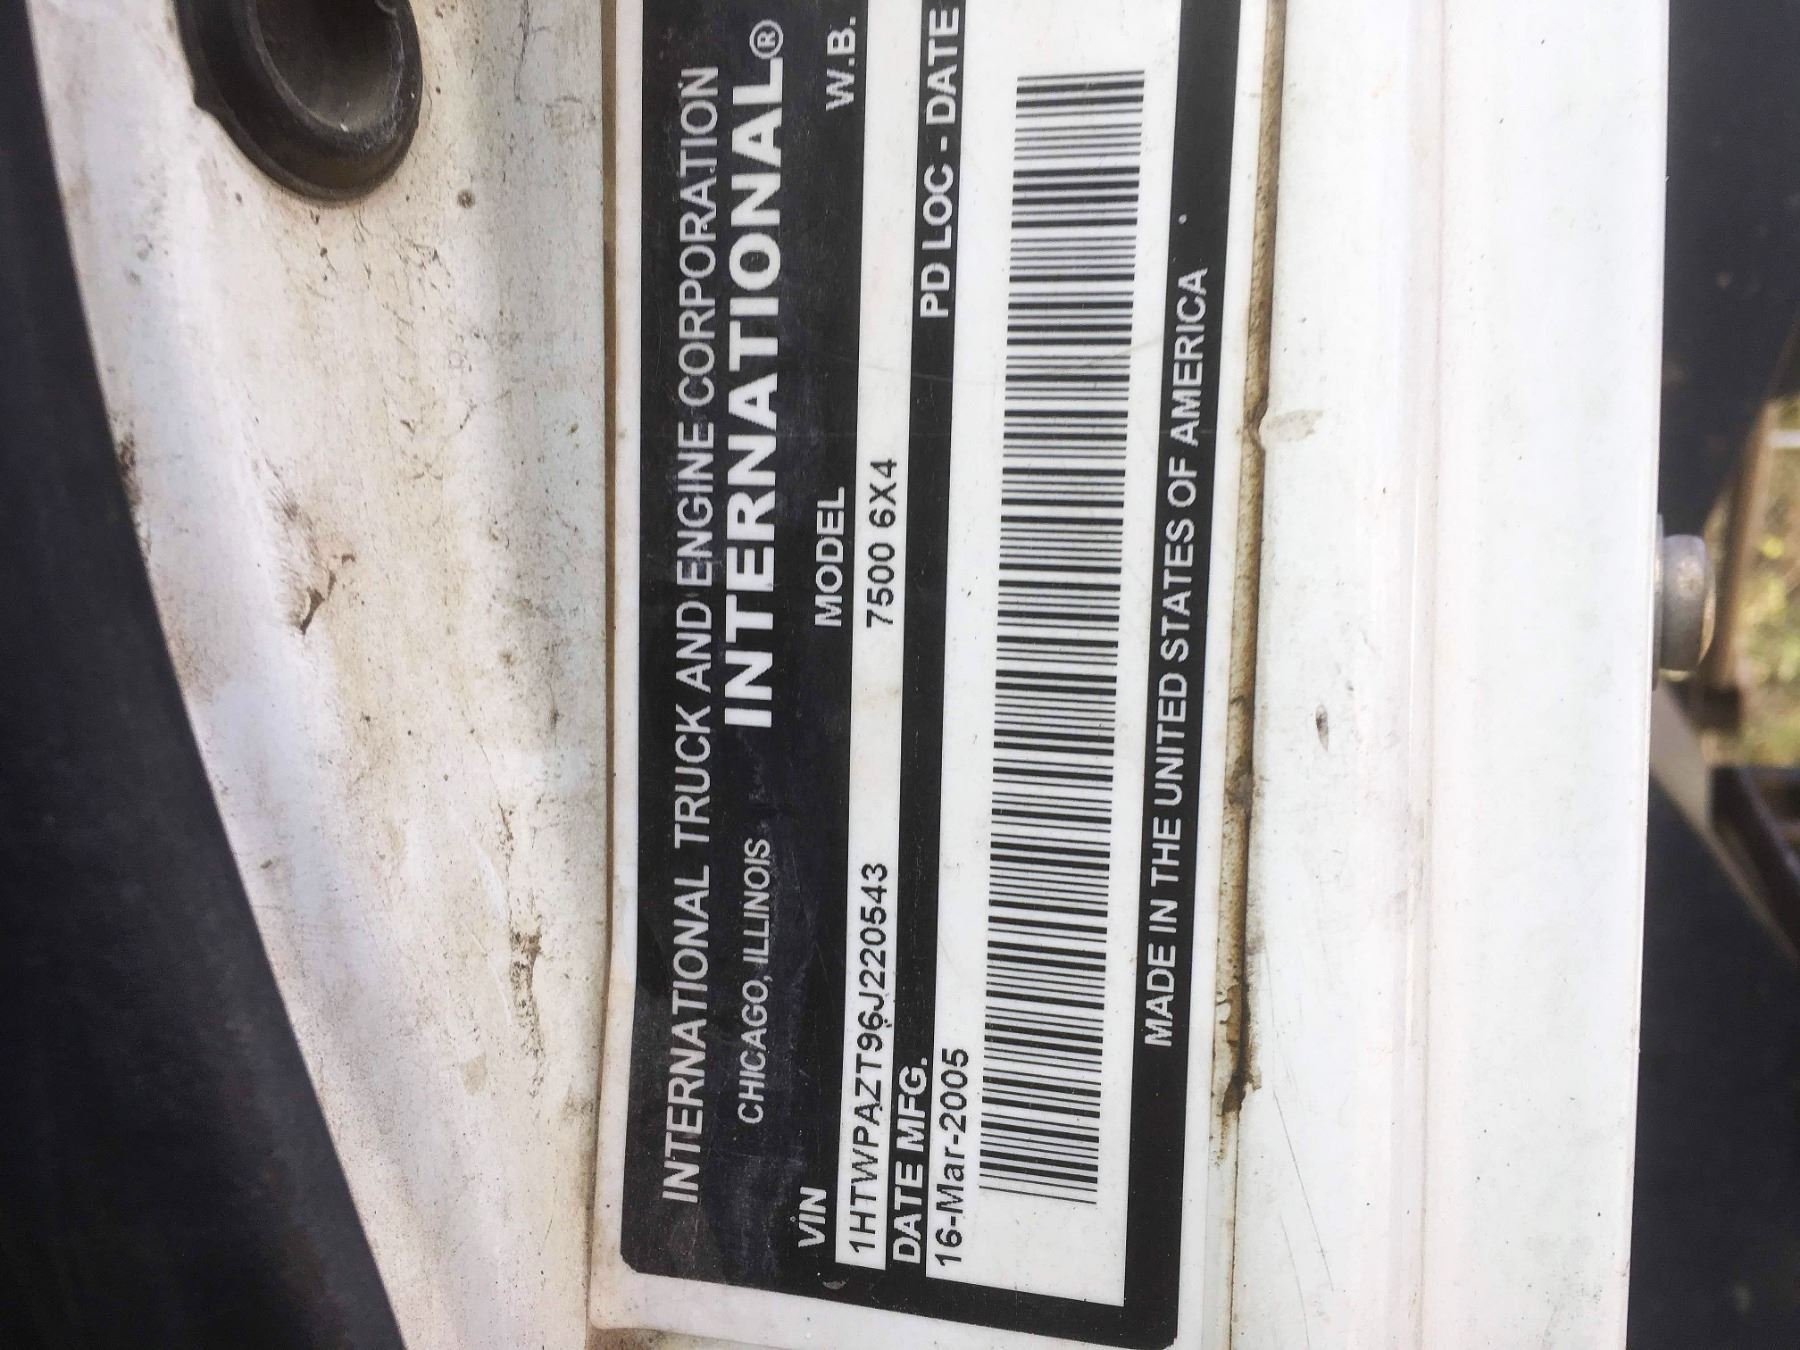 INTERNATIONAL TRUCK AND ENGINE CORPORATION
CHICAGO, ILLINOIS INTERNATIONAL®
VIN MODEL W.B.
1HTWPAZT96J220543 7500 6X4
DATE MFG. PD LOC - DATE
16-Mar-2005
MADE IN THE UNITED STATES OF AMERICA